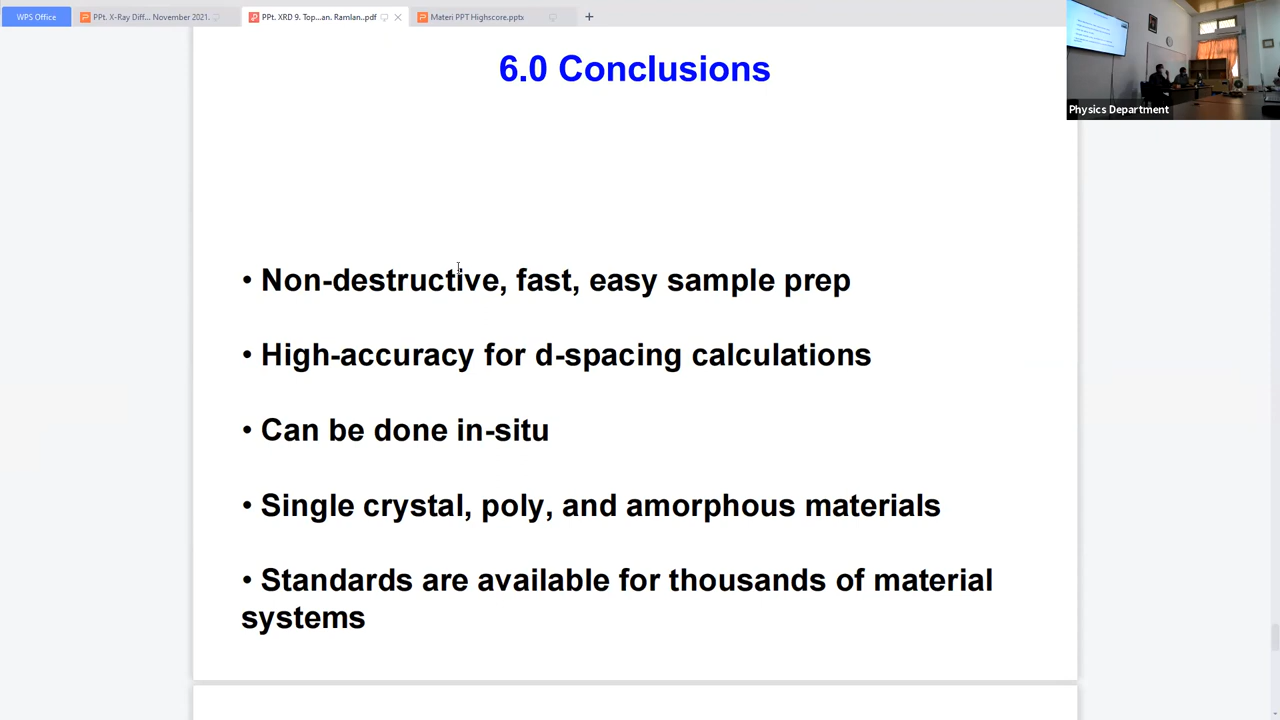 WPS Office
PPt. X-Ray Diff... November 2021.
PPt. XRD 9. Top...an. Ramlan..pdf
Materi PPT Highscore.pptx
6.0 Conclusions
Physics Department
• Non-destructive, fast, easy sample prep
• High-accuracy for d-spacing calculations
• Can be done in-situ
• Single crystal, poly, and amorphous materials
• Standards are available for thousands of material
systems